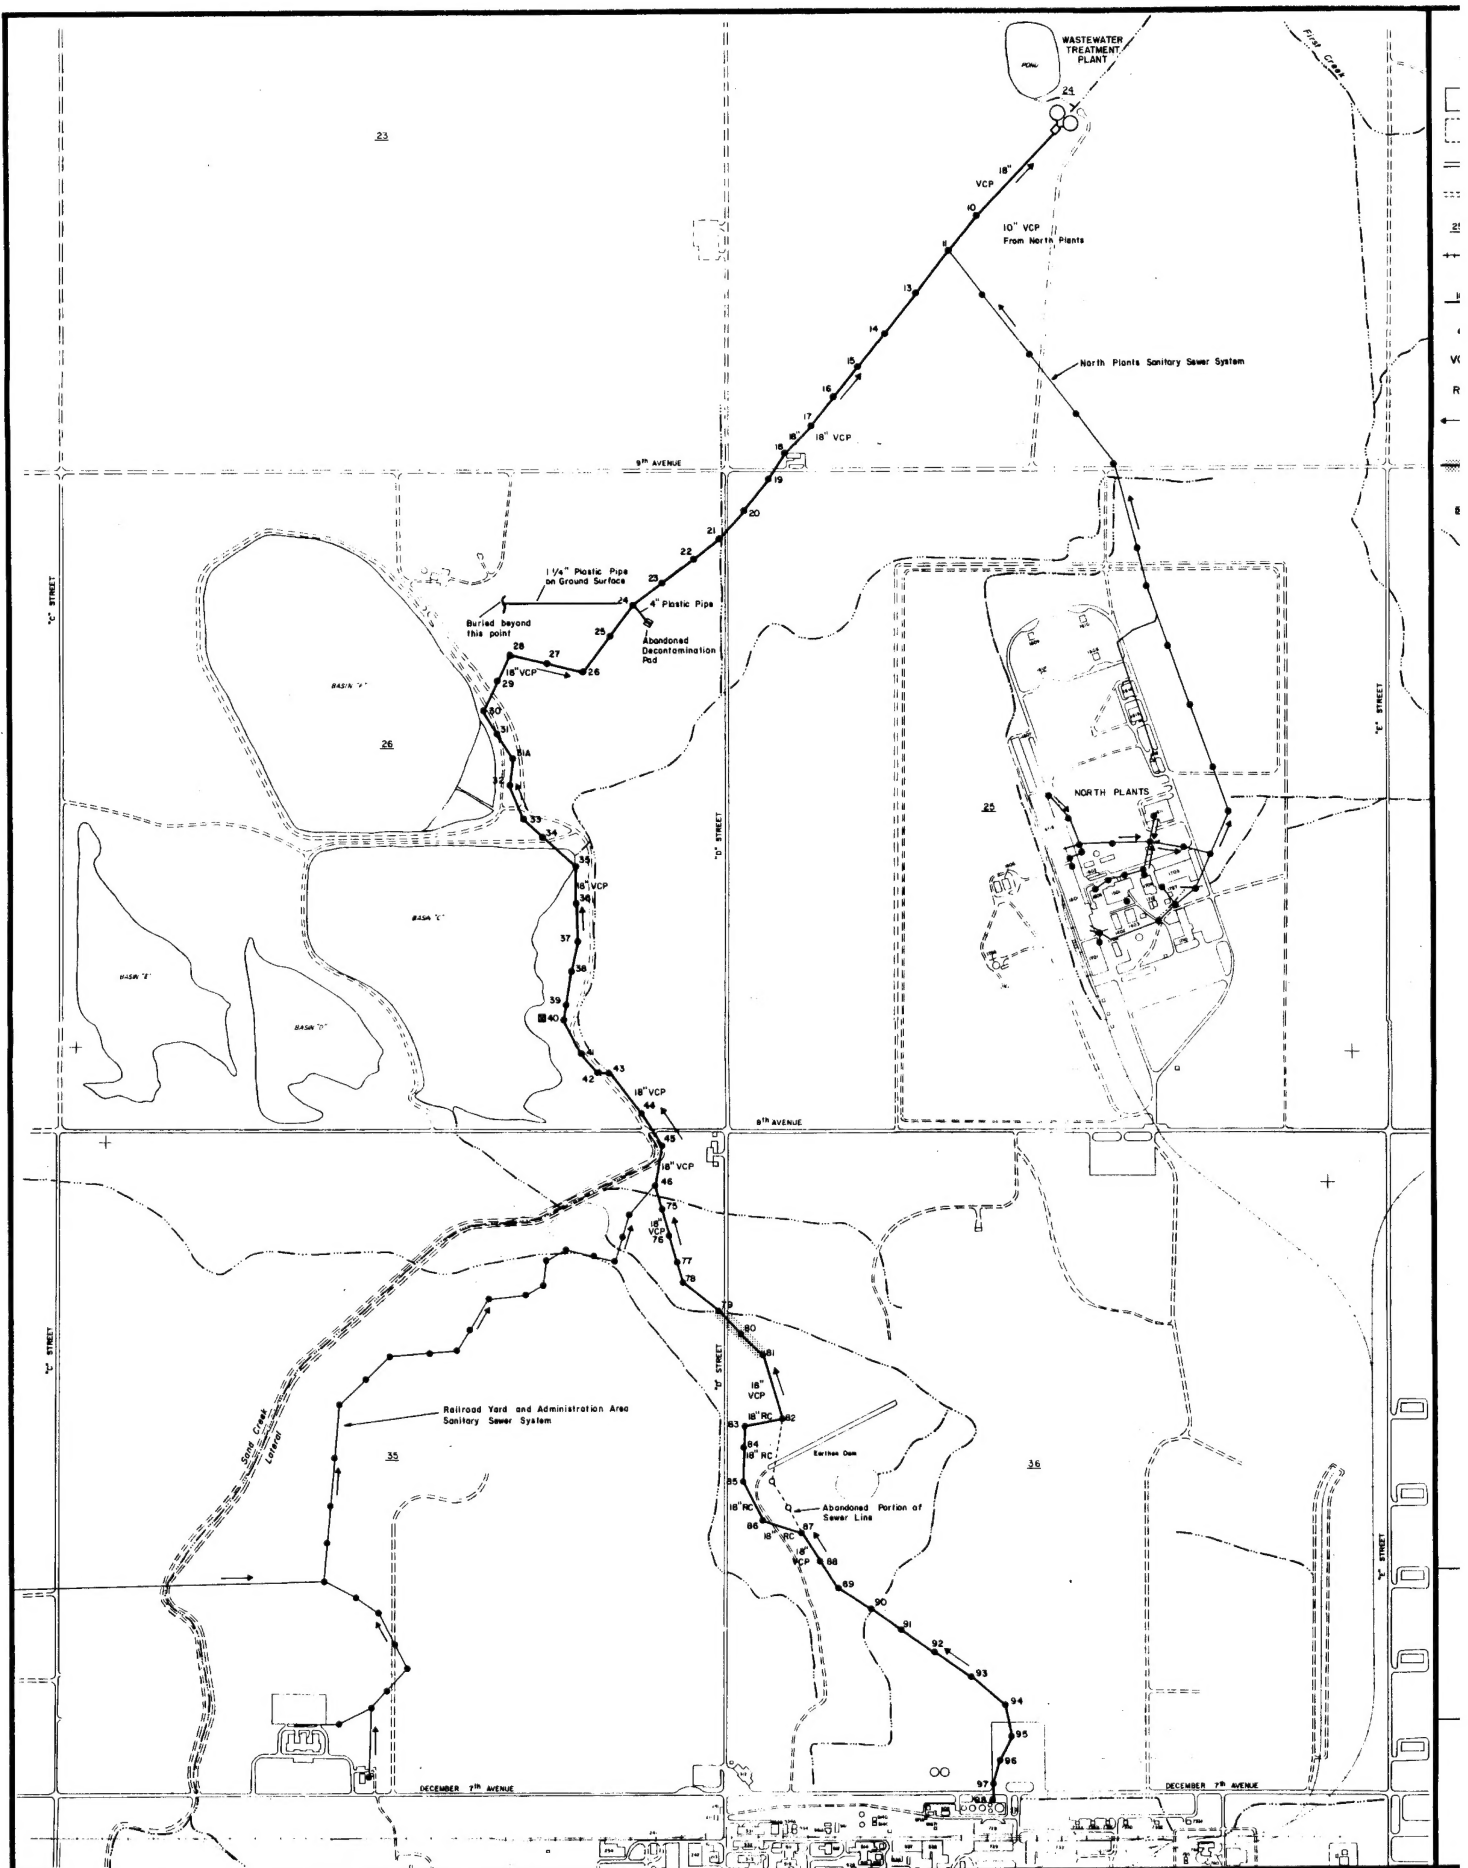 WASTEWATER
TREATMENT
PLANT
POND
24
First Creek
23
18"
VCP
10
10" VCP
From North Plants
11
13
14
15
North Plants Sanitary Sewer System
16
17
18" VCP
18"
18
9th AVENUE
19
20
21
22
23
1 1/4" Plastic Pipe
on Ground Surface
24
4" Plastic Pipe
"C" STREET
Buried beyond
this point
25
Abandoned
Decontamination
Pad
28
27
26
18" VCP
29
BASIN "F"
30
31
26
31A
32
"E" STREET
NORTH PLANTS
25
33
34
"D" STREET
35
18" VCP
36
BASIN "C"
37
38
BASIN "E"
39
40
BASIN "D"
41
42
43
18" VCP
44
8th AVENUE
45
18" VCP
46
75
18"
VCP
76
77
78
79
80
81
"C" STREET
"D" STREET
18"
VCP
82
83
18" RC
84
18" RC
Railroad Yard and Administration Area
Sanitary Sewer System
Sand Creek
Lateral
Earthen Dam
35
36
85
18" RC
Abandoned Portion of
Sewer Line
86
18" RC
87
18"
VCP
88
89
"E" STREET
90
91
92
93
94
95
96
97
98
DECEMBER 7th AVENUE
DECEMBER 7th AVENUE